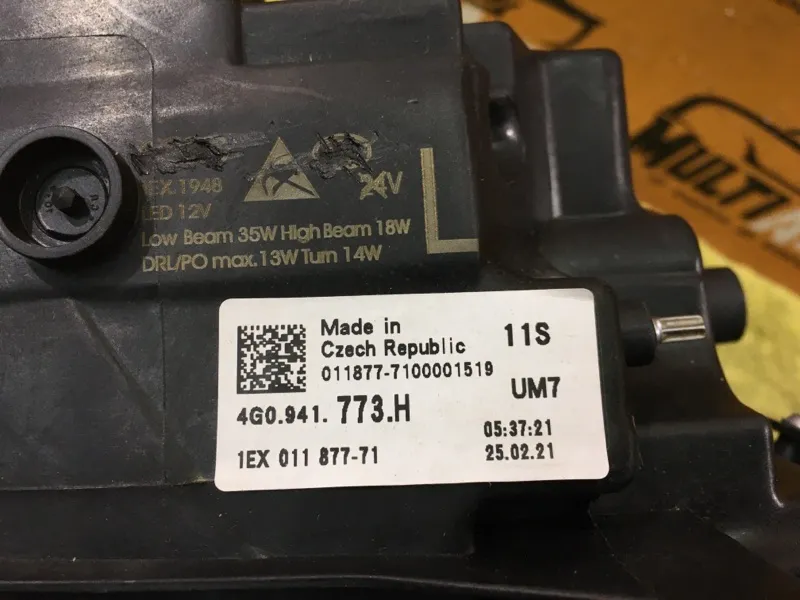 1EX.1948
24V
LED 12V
Low Beam 35W High Beam 18W
DRL/PO max.13W Turn 14W
L
Made in
Czech Republic
11S
011877-7100001519
UM7
4G0.941. 773.H
05:37:21
1EX 011 877-71
25.02.21
MULTI